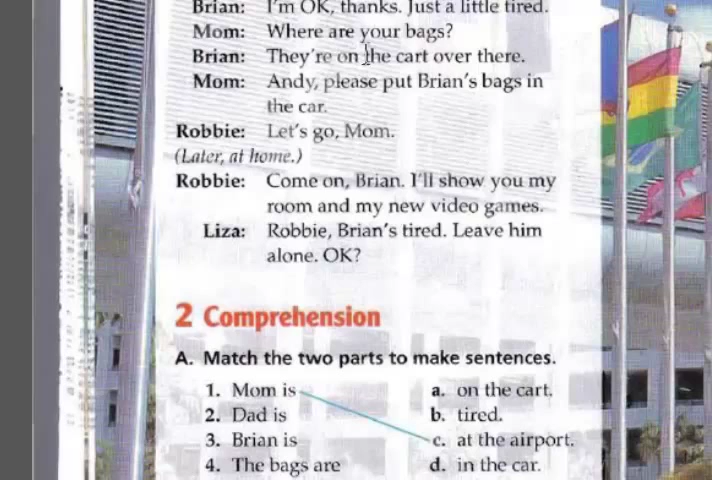 Brian: I'm OK, thanks. Just a little tired.
Mom: Where are your bags?
Brian: They're on the cart over there.
Mom: Andy, please put Brian's bags in
the car.
Robbie: Let's go, Mom.
(Later, at home.)
Robbie: Come on, Brian. I'll show you my
room and my new video games.
Liza: Robbie, Brian's tired. Leave him
alone. OK?
2 Comprehension
A. Match the two parts to make sentences.
1. Mom is a. on the cart.
2. Dad is b. tired.
3. Brian is c. at the airport.
4. The bags are d. in the car.